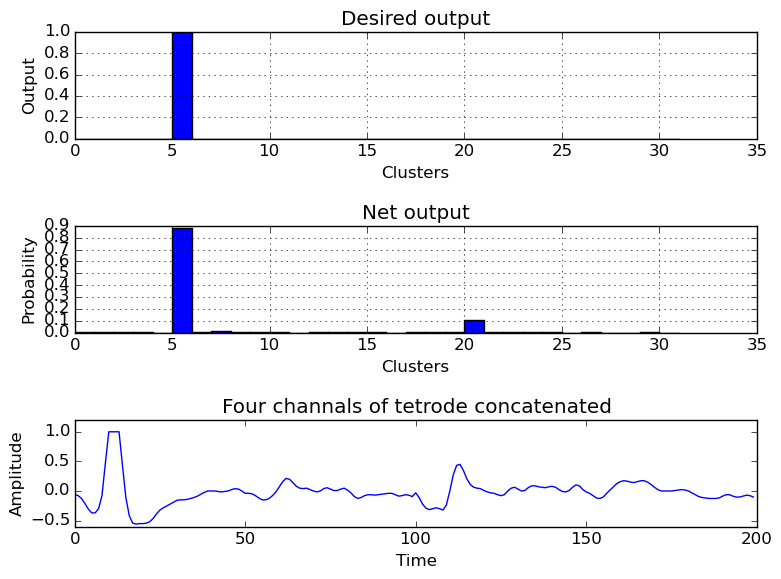 Desired output
1.0
0.8
0.6
0.4
0.2
0.0
Output
0 5 10 15 20 25 30 35
Clusters
Net output
0.9
0.8
0.7
0.6
0.5
0.4
0.3
0.2
0.1
0.0
Probability
0 5 10 15 20 25 30 35
Clusters
Four channals of tetrode concatenated
1.0
0.5
0.0
−0.5
Amplitude
0 50 100 150 200
Time